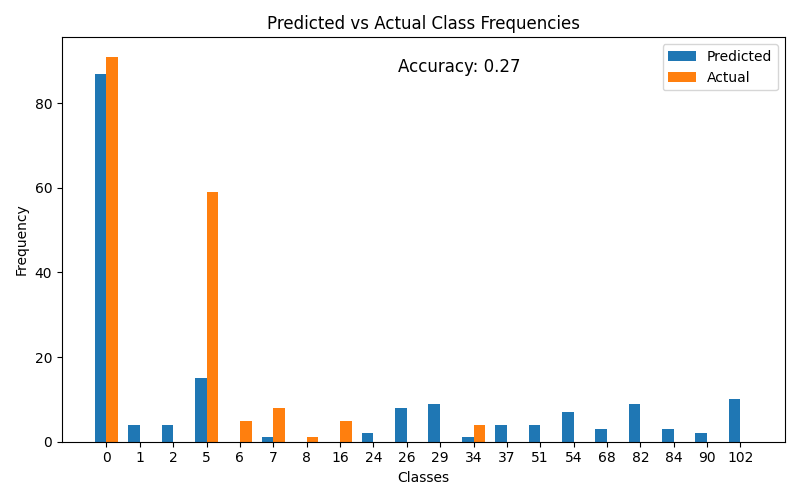 Predicted vs Actual Class Frequencies
Accuracy: 0.27
Predicted
Actual
80
60
40
20
0
Frequency
0 1 2 5 6 7 8 16 24 26 29 34 37 51 54 68 82 84 90 102
Classes